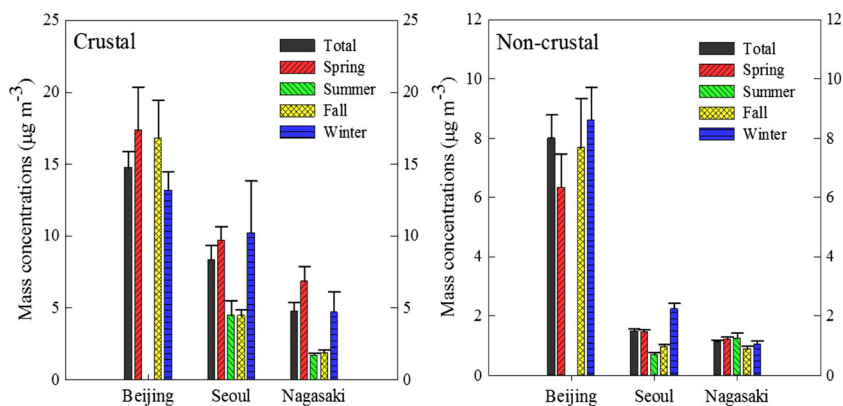 Crustal
Total
Spring
Summer
Fall
Winter
Mass concentrations (μg m⁻³)
25
20
15
10
5
0
25
20
15
10
5
0
Beijing Seoul Nagasaki
Non-crustal
Total
Spring
Summer
Fall
Winter
Mass concentrations (μg m⁻³)
12
10
8
6
4
2
0
12
10
8
6
4
2
0
Beijing Seoul Nagasaki